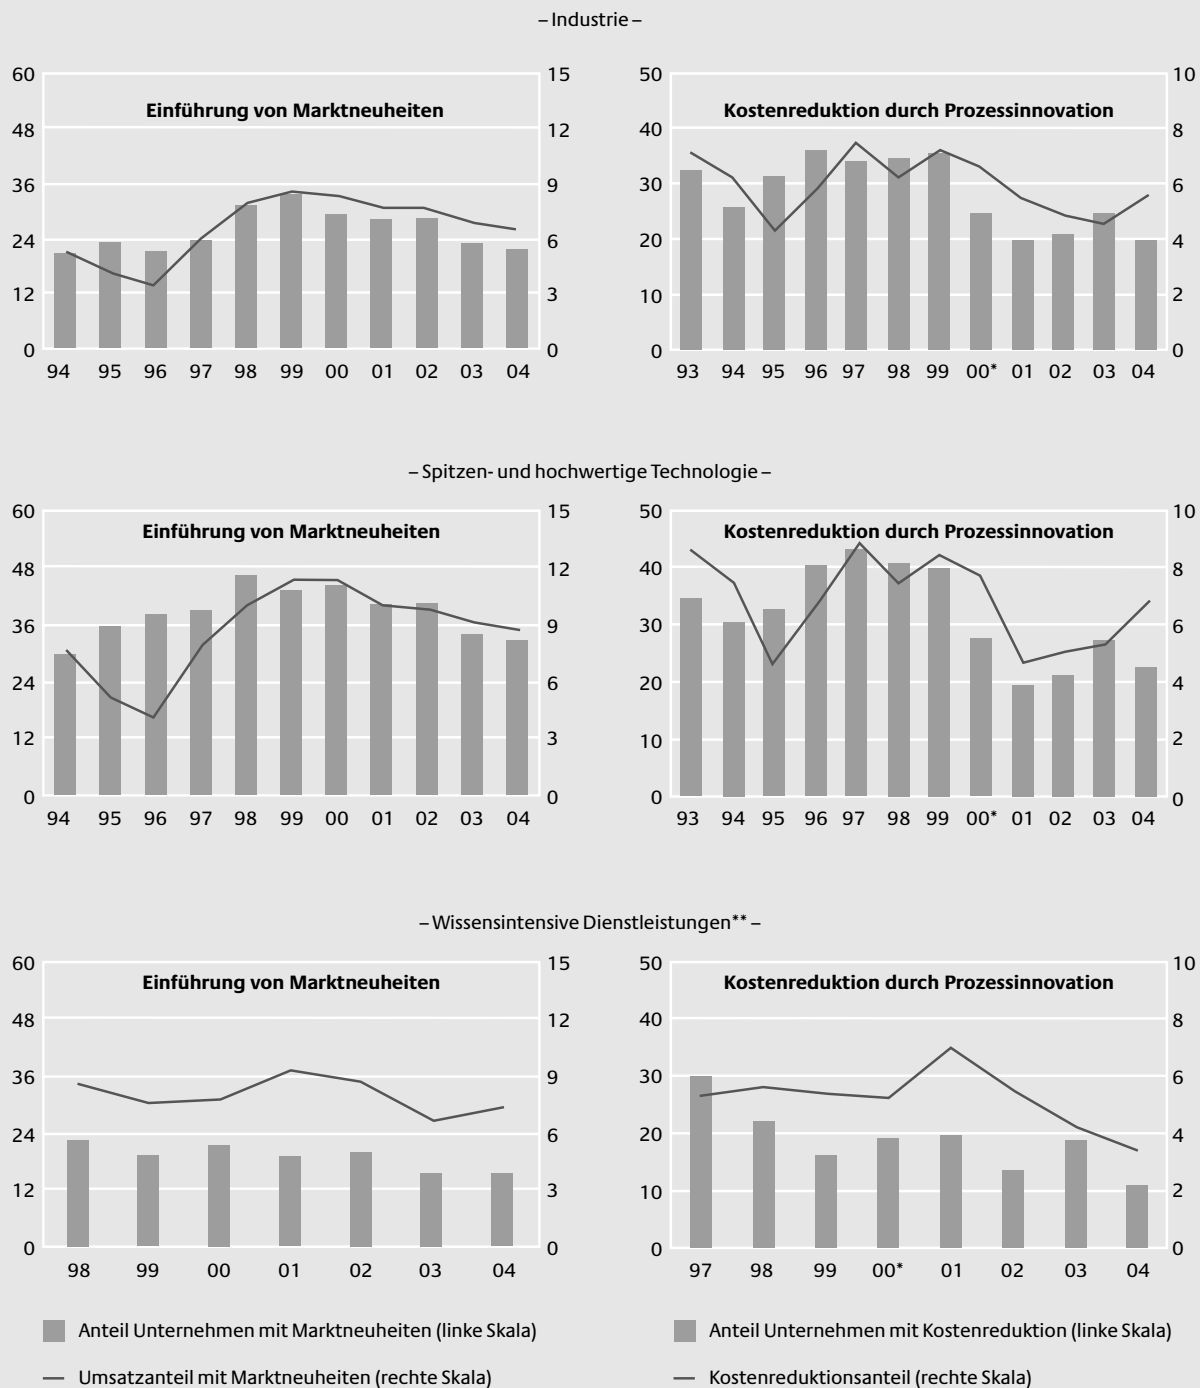 – Industrie –
Einführung von Marktneuheiten
60 48 36 24 12 0
15 12 9 6 3 0
94 95 96 97 98 99 00 01 02 03 04
Kostenreduktion durch Prozessinnovation
50 40 30 20 10 0
10 8 6 4 2 0
93 94 95 96 97 98 99 00* 01 02 03 04
– Spitzen- und hochwertige Technologie –
Einführung von Marktneuheiten
60 48 36 24 12 0
15 12 9 6 3 0
94 95 96 97 98 99 00 01 02 03 04
Kostenreduktion durch Prozessinnovation
50 40 30 20 10 0
10 8 6 4 2 0
93 94 95 96 97 98 99 00* 01 02 03 04
– Wissensintensive Dienstleistungen** –
Einführung von Marktneuheiten
60 48 36 24 12 0
15 12 9 6 3 0
98 99 00 01 02 03 04
Kostenreduktion durch Prozessinnovation
50 40 30 20 10 0
10 8 6 4 2 0
97 98 99 00* 01 02 03 04
Anteil Unternehmen mit Marktneuheiten (linke Skala)
Umsatzanteil mit Marktneuheiten (rechte Skala)
Anteil Unternehmen mit Kostenreduktion (linke Skala)
Kostenreduktionsanteil (rechte Skala)